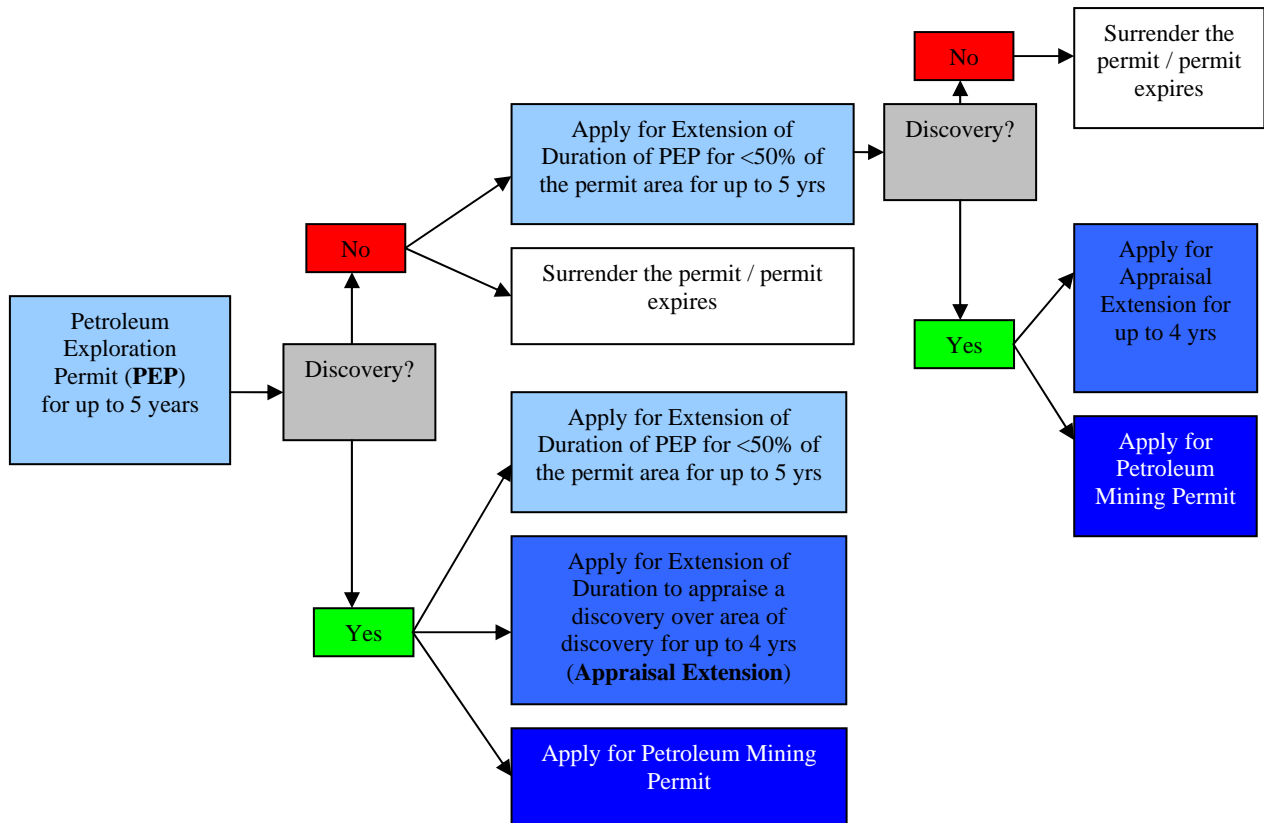 Petroleum
Exploration
Permit (PEP)
for up to 5 years
Discovery?
No
Apply for Extension of
Duration of PEP for <50% of
the permit area for up to 5 yrs
Surrender the permit / permit
expires
Yes
Apply for Extension of
Duration of PEP for <50% of
the permit area for up to 5 yrs
Apply for Extension of
Duration to appraise a
discovery over area of
discovery for up to 4 yrs
(Appraisal Extension)
Apply for Petroleum Mining
Permit
Discovery?
No
Surrender the
permit / permit
expires
Yes
Apply for
Appraisal
Extension for
up to 4 yrs
Apply for
Petroleum
Mining Permit